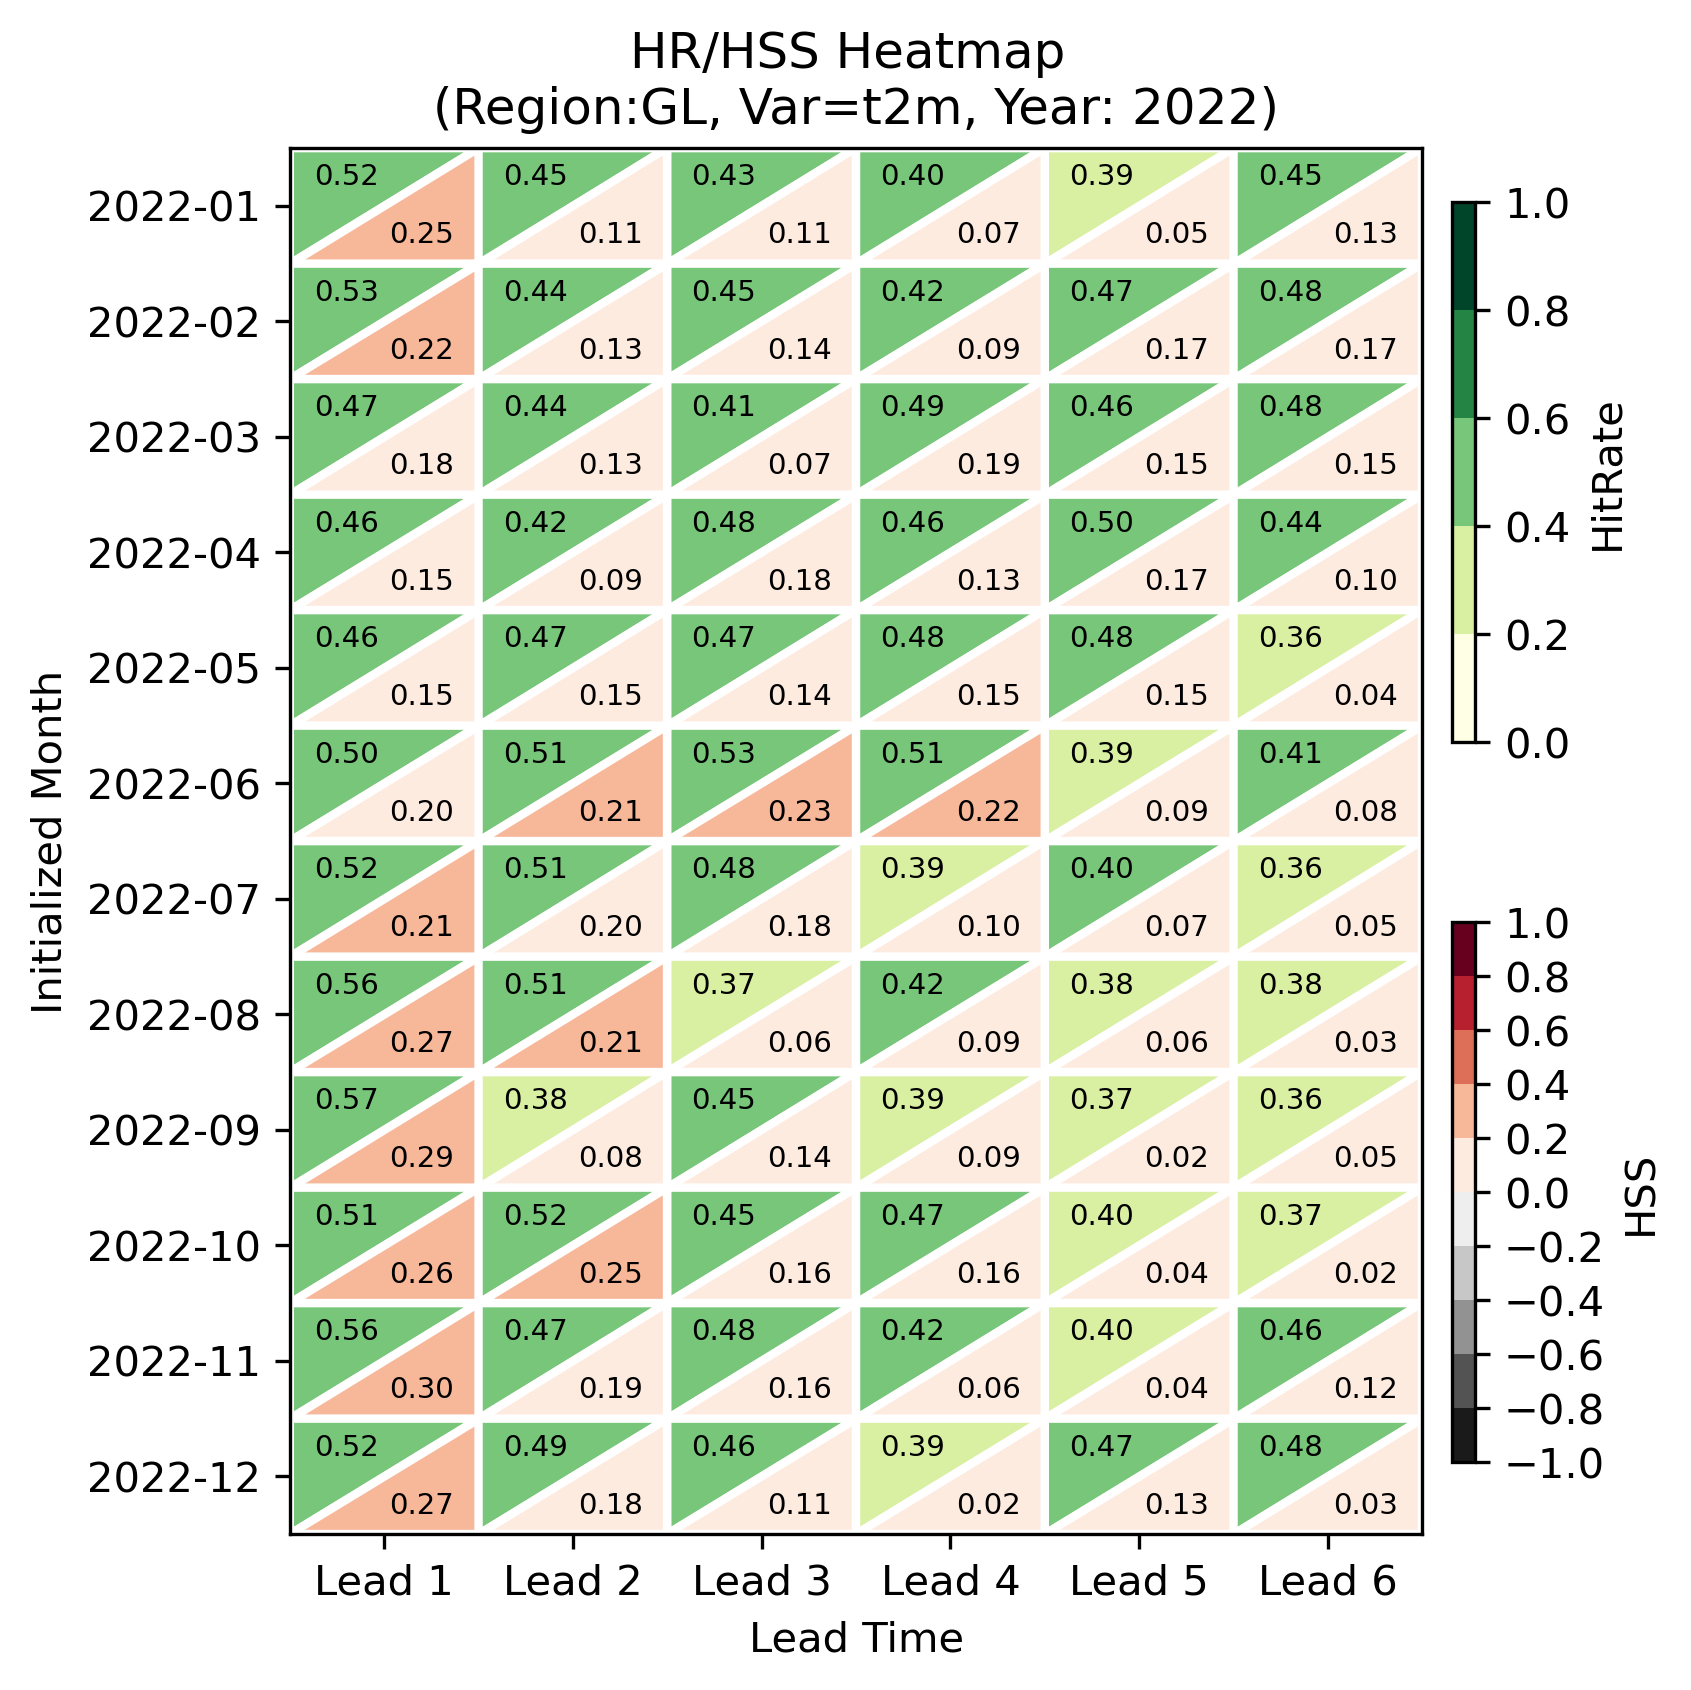 HR/HSS Heatmap
(Region:GL, Var=t2m, Year: 2022)
Initialized Month
2022-01
0.52 0.45 0.43 0.40 0.39 0.45
0.25 0.11 0.11 0.07 0.05 0.13
2022-02
0.53 0.44 0.45 0.42 0.47 0.48
0.22 0.13 0.14 0.09 0.17 0.17
2022-03
0.47 0.44 0.41 0.49 0.46 0.48
0.18 0.13 0.07 0.19 0.15 0.15
2022-04
0.46 0.42 0.48 0.46 0.50 0.44
0.15 0.09 0.18 0.13 0.17 0.10
2022-05
0.46 0.47 0.47 0.48 0.48 0.36
0.15 0.15 0.14 0.15 0.15 0.04
2022-06
0.50 0.51 0.53 0.51 0.39 0.41
0.20 0.21 0.23 0.22 0.09 0.08
2022-07
0.52 0.51 0.48 0.39 0.40 0.36
0.21 0.20 0.18 0.10 0.07 0.05
2022-08
0.56 0.51 0.37 0.42 0.38 0.38
0.27 0.21 0.06 0.09 0.06 0.03
2022-09
0.57 0.38 0.45 0.39 0.37 0.36
0.29 0.08 0.14 0.09 0.02 0.05
2022-10
0.51 0.52 0.45 0.47 0.40 0.37
0.26 0.25 0.16 0.16 0.04 0.02
2022-11
0.56 0.47 0.48 0.42 0.40 0.46
0.30 0.19 0.16 0.06 0.04 0.12
2022-12
0.52 0.49 0.46 0.39 0.47 0.48
0.27 0.18 0.11 0.02 0.13 0.03
Lead 1 Lead 2 Lead 3 Lead 4 Lead 5 Lead 6
Lead Time
1.0
0.8
0.6
0.4
0.2
0.0
HitRate
1.0
0.8
0.6
0.4
0.2
0.0
−0.2
−0.4
−0.6
−0.8
−1.0
HSS